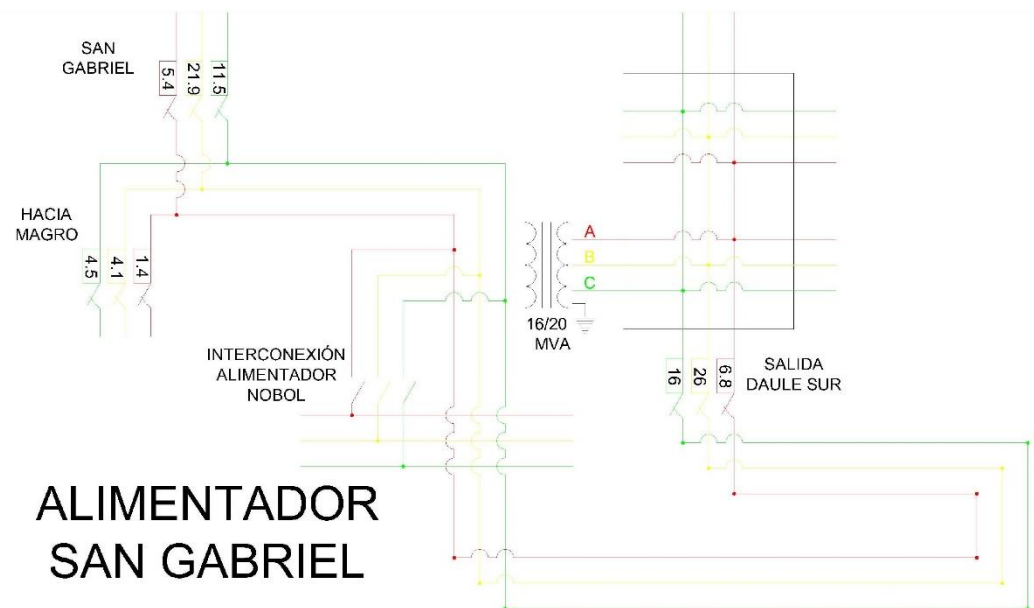 SAN
GABRIEL
5.4
21.9
11.5
HACIA
MAGRO
4.5
4.1
1.4
A
B
C
16/20
MVA
INTERCONEXIÓN
ALIMENTADOR
NOBOL
16
26
6.8
SALIDA
DAULE SUR
ALIMENTADOR
SAN GABRIEL